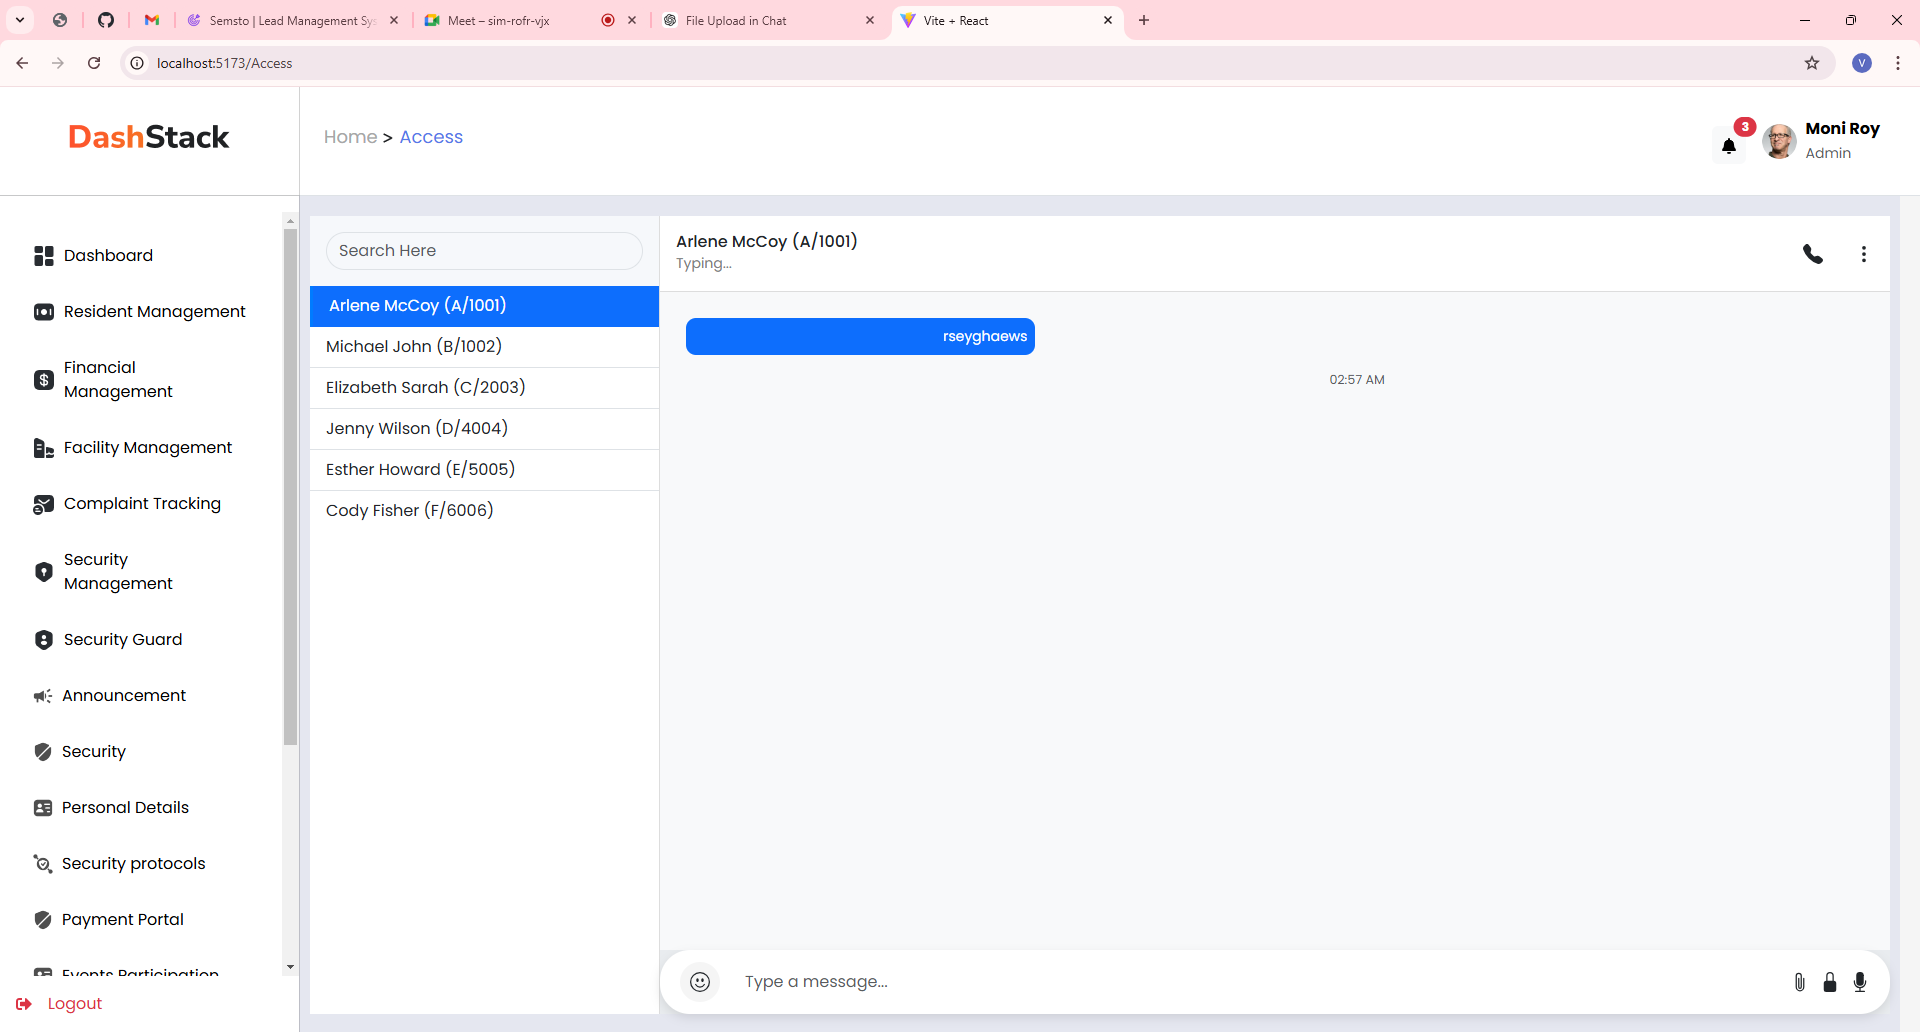 Semsto | Lead Management Sy
Meet – sim-rofr-vjx
File Upload in Chat
Vite + React
localhost:5173/Access
V
DashStack
Home > Access
3
Moni Roy
Admin
Dashboard
Resident Management
Financial
Management
Facility Management
Complaint Tracking
Security
Management
Security Guard
Announcement
Security
Personal Details
Security protocols
Payment Portal
Events Participation
Logout
Search Here
Arlene McCoy (A/1001)
Michael John (B/1002)
Elizabeth Sarah (C/2003)
Jenny Wilson (D/4004)
Esther Howard (E/5005)
Cody Fisher (F/6006)
Arlene McCoy (A/1001)
Typing...
rseyghaews
02:57 AM
Type a message...